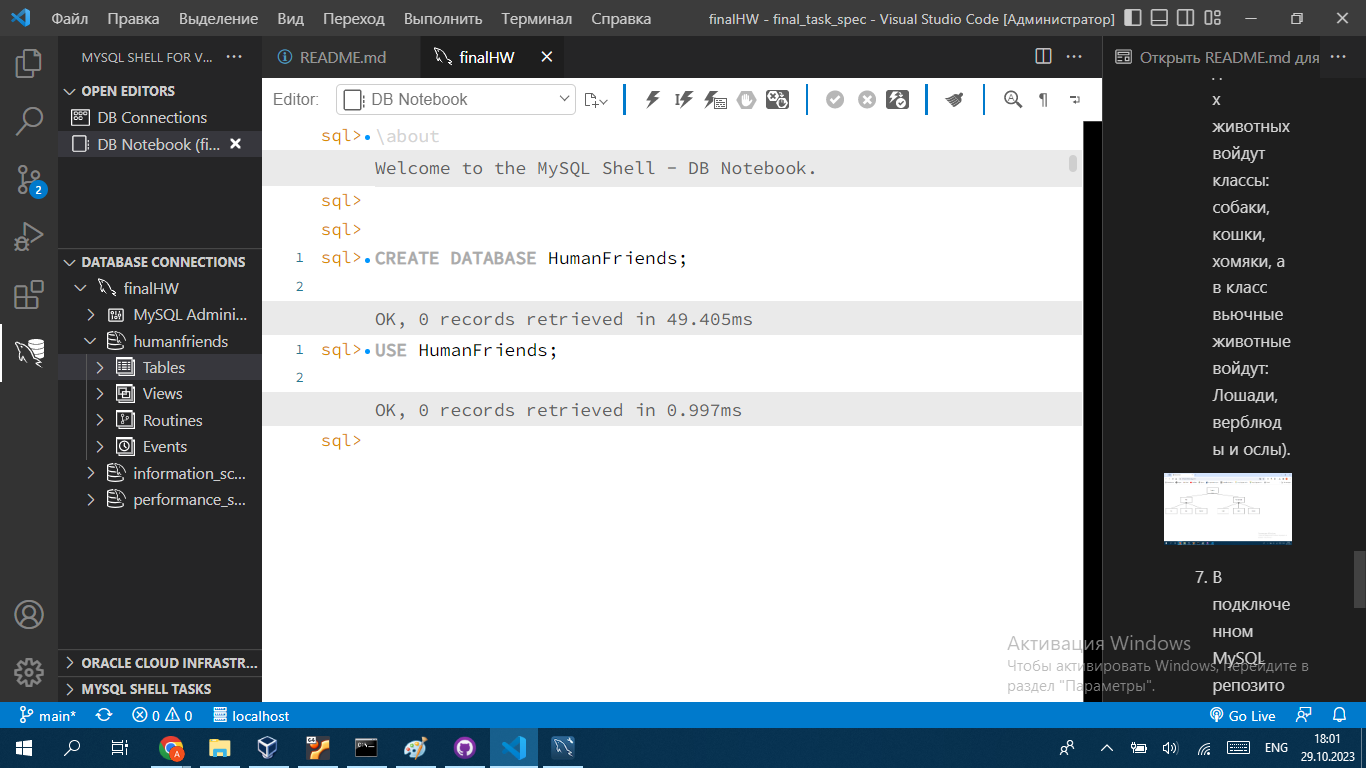 Файл Правка Выделение Вид Переход Выполнить Терминал Справка finalHW - final_task_spec - Visual Studio Code [Администратор]
MYSQL SHELL FOR V... ···
OPEN EDITORS
DB Connections
DB Notebook (fi...
2
DATABASE CONNECTIONS
finalHW
MySQL Admini...
humanfriends
Tables
Views
Routines
Events
information_sc...
performance_s...
ORACLE CLOUD INFRASTR...
MYSQL SHELL TASKS
README.md
finalHW
Editor: DB Notebook
sql> \about
Welcome to the MySQL Shell - DB Notebook.
sql>
sql>
1 sql> CREATE DATABASE HumanFriends;
2
OK, 0 records retrieved in 49.405ms
1 sql> USE HumanFriends;
2
OK, 0 records retrieved in 0.997ms
sql>
Открыть README.md для ···
х
животных
войдут
классы:
собаки,
кошки,
хомяки, а
в класс
вьючные
животные
войдут:
Лошади,
верблюд
ы и ослы).
7. В
подключе
нном
MySQL
репозито
Активация Windows
Чтобы активировать Windows, перейдите в
раздел "Параметры".
main* 0 0 localhost Go Live
ENG 18:01
29.10.2023